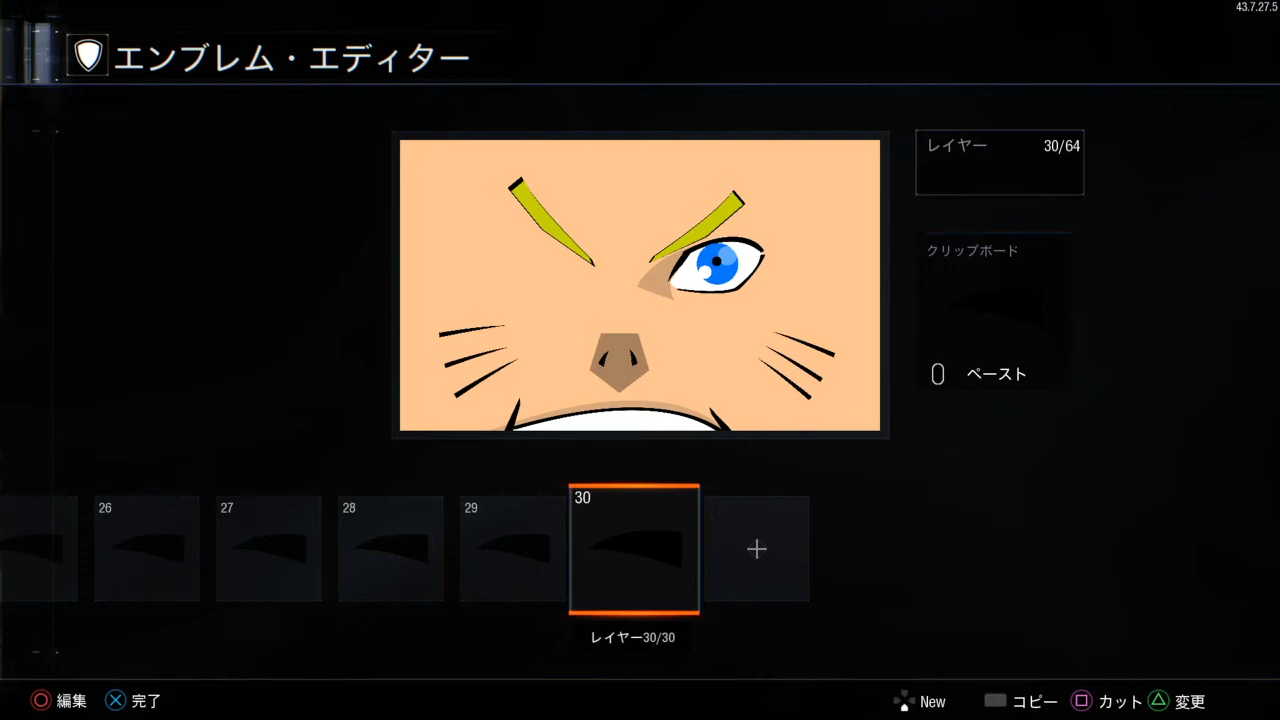 43.7.27.5
エンブレム・エディター
レイヤー 30/64
クリップボード
ペースト
26 27 28 29 30
レイヤー30/30
編集 完了 New コピー カット 変更